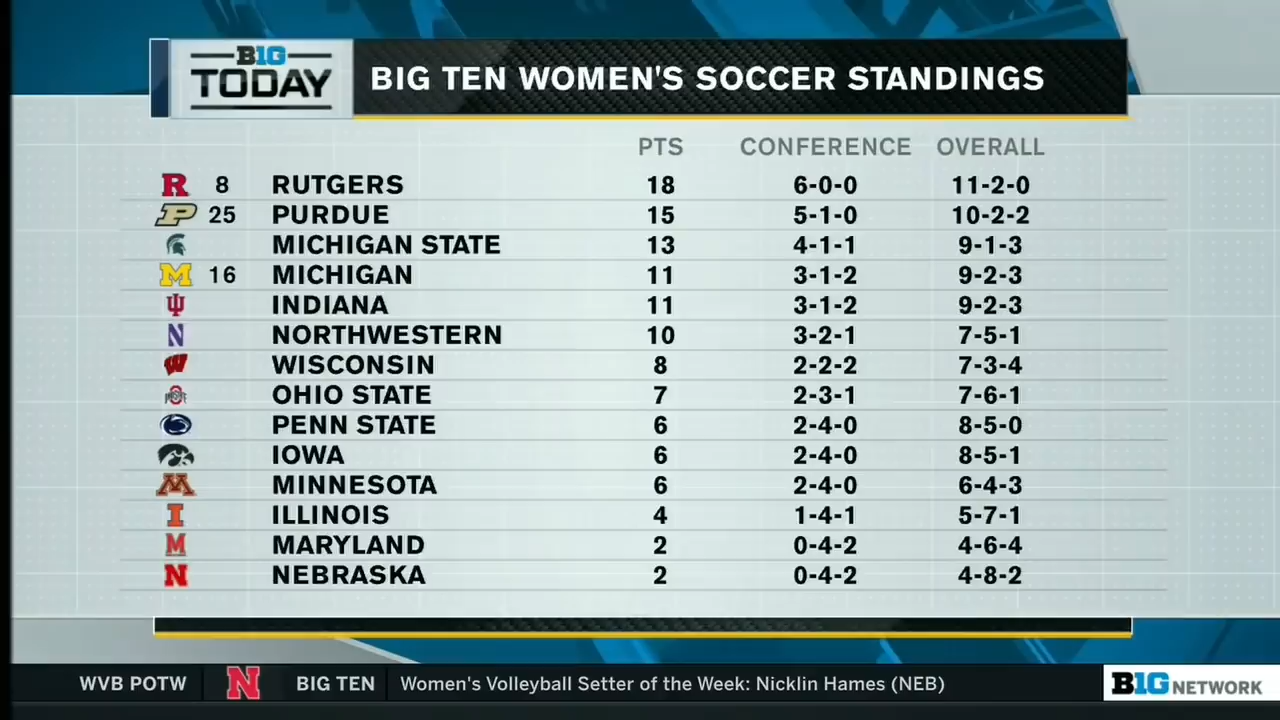 B1G
TODAY
BIG TEN WOMEN'S SOCCER STANDINGS
PTS CONFERENCE OVERALL
R 8 RUTGERS 18 6-0-0 11-2-0
P 25 PURDUE 15 5-1-0 10-2-2
MICHIGAN STATE 13 4-1-1 9-1-3
M 16 MICHIGAN 11 3-1-2 9-2-3
INDIANA 11 3-1-2 9-2-3
N NORTHWESTERN 10 3-2-1 7-5-1
W WISCONSIN 8 2-2-2 7-3-4
OHIO STATE 7 2-3-1 7-6-1
PENN STATE 6 2-4-0 8-5-0
IOWA 6 2-4-0 8-5-1
M MINNESOTA 6 2-4-0 6-4-3
I ILLINOIS 4 1-4-1 5-7-1
M MARYLAND 2 0-4-2 4-6-4
N NEBRASKA 2 0-4-2 4-8-2
WVB POTW N BIG TEN Women's Volleyball Setter of the Week: Nicklin Hames (NEB) B1G NETWORK